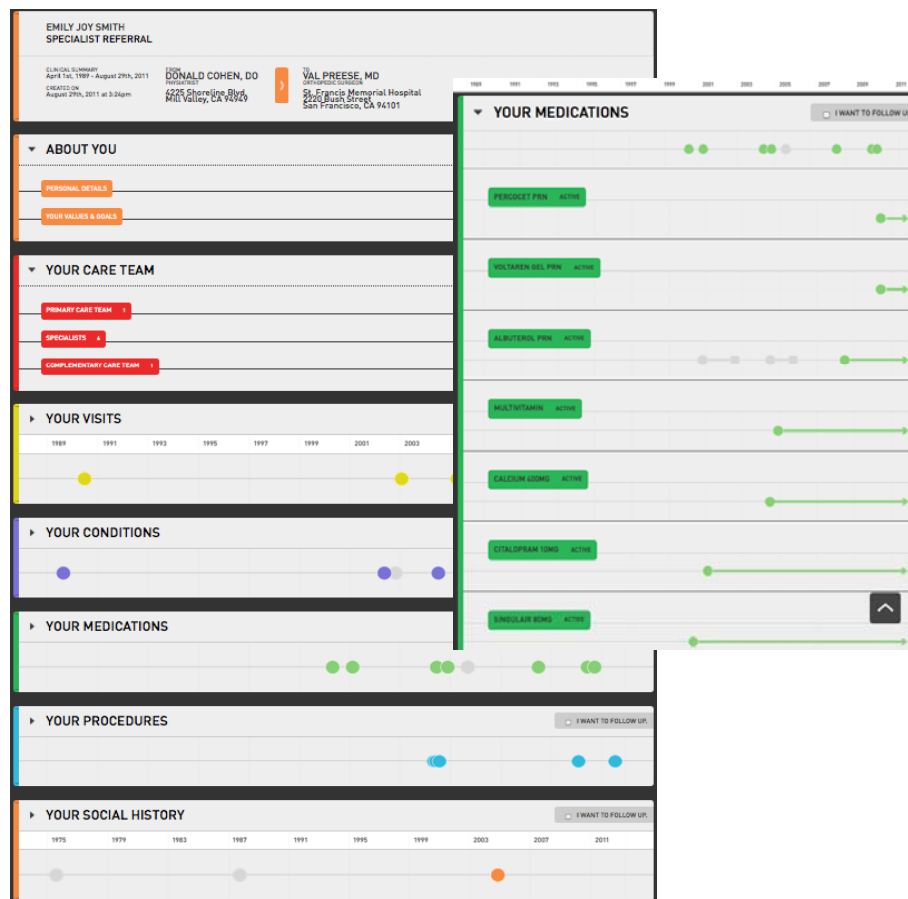 EMILY JOY SMITH
SPECIALIST REFERRAL
CLINICAL SUMMARY
April 1st, 1989 - August 29th, 2011
CREATED ON
August 29th, 2011 at 3:24pm
FROM
DONALD COHEN, DO
PHYSIATRIST
4225 Shoreline Blvd,
Mill Valley, CA 94949
TO
VAL PREESE, MD
ORTHOPEDIC SURGEON
St. Francis Memorial Hospital
2220 Bush Street
San Francisco, CA 94101
ABOUT YOU
PERSONAL DETAILS
YOUR VALUES & GOALS
YOUR CARE TEAM
PRIMARY CARE TEAM 1
SPECIALISTS 4
COMPLEMENTARY CARE TEAM 1
YOUR VISITS
1989 1991 1993 1995 1997 1999 2001 2003
YOUR CONDITIONS
YOUR MEDICATIONS
YOUR PROCEDURES
I WANT TO FOLLOW UP.
YOUR SOCIAL HISTORY
I WANT TO FOLLOW UP.
1975 1979 1983 1987 1991 1995 1999 2003 2007 2011
1989 1991 1993 1995 1997 1999 2001 2003 2005 2007 2009 2011
YOUR MEDICATIONS
I WANT TO FOLLOW U
PERCOCET PRN ACTIVE
VOLTAREN GEL PRN ACTIVE
ALBUTEROL PRN ACTIVE
MULTIVITAMIN ACTIVE
CALCIUM 600MG ACTIVE
CITALOPRAM 10MG ACTIVE
SINGULAIR 80MG ACTIVE